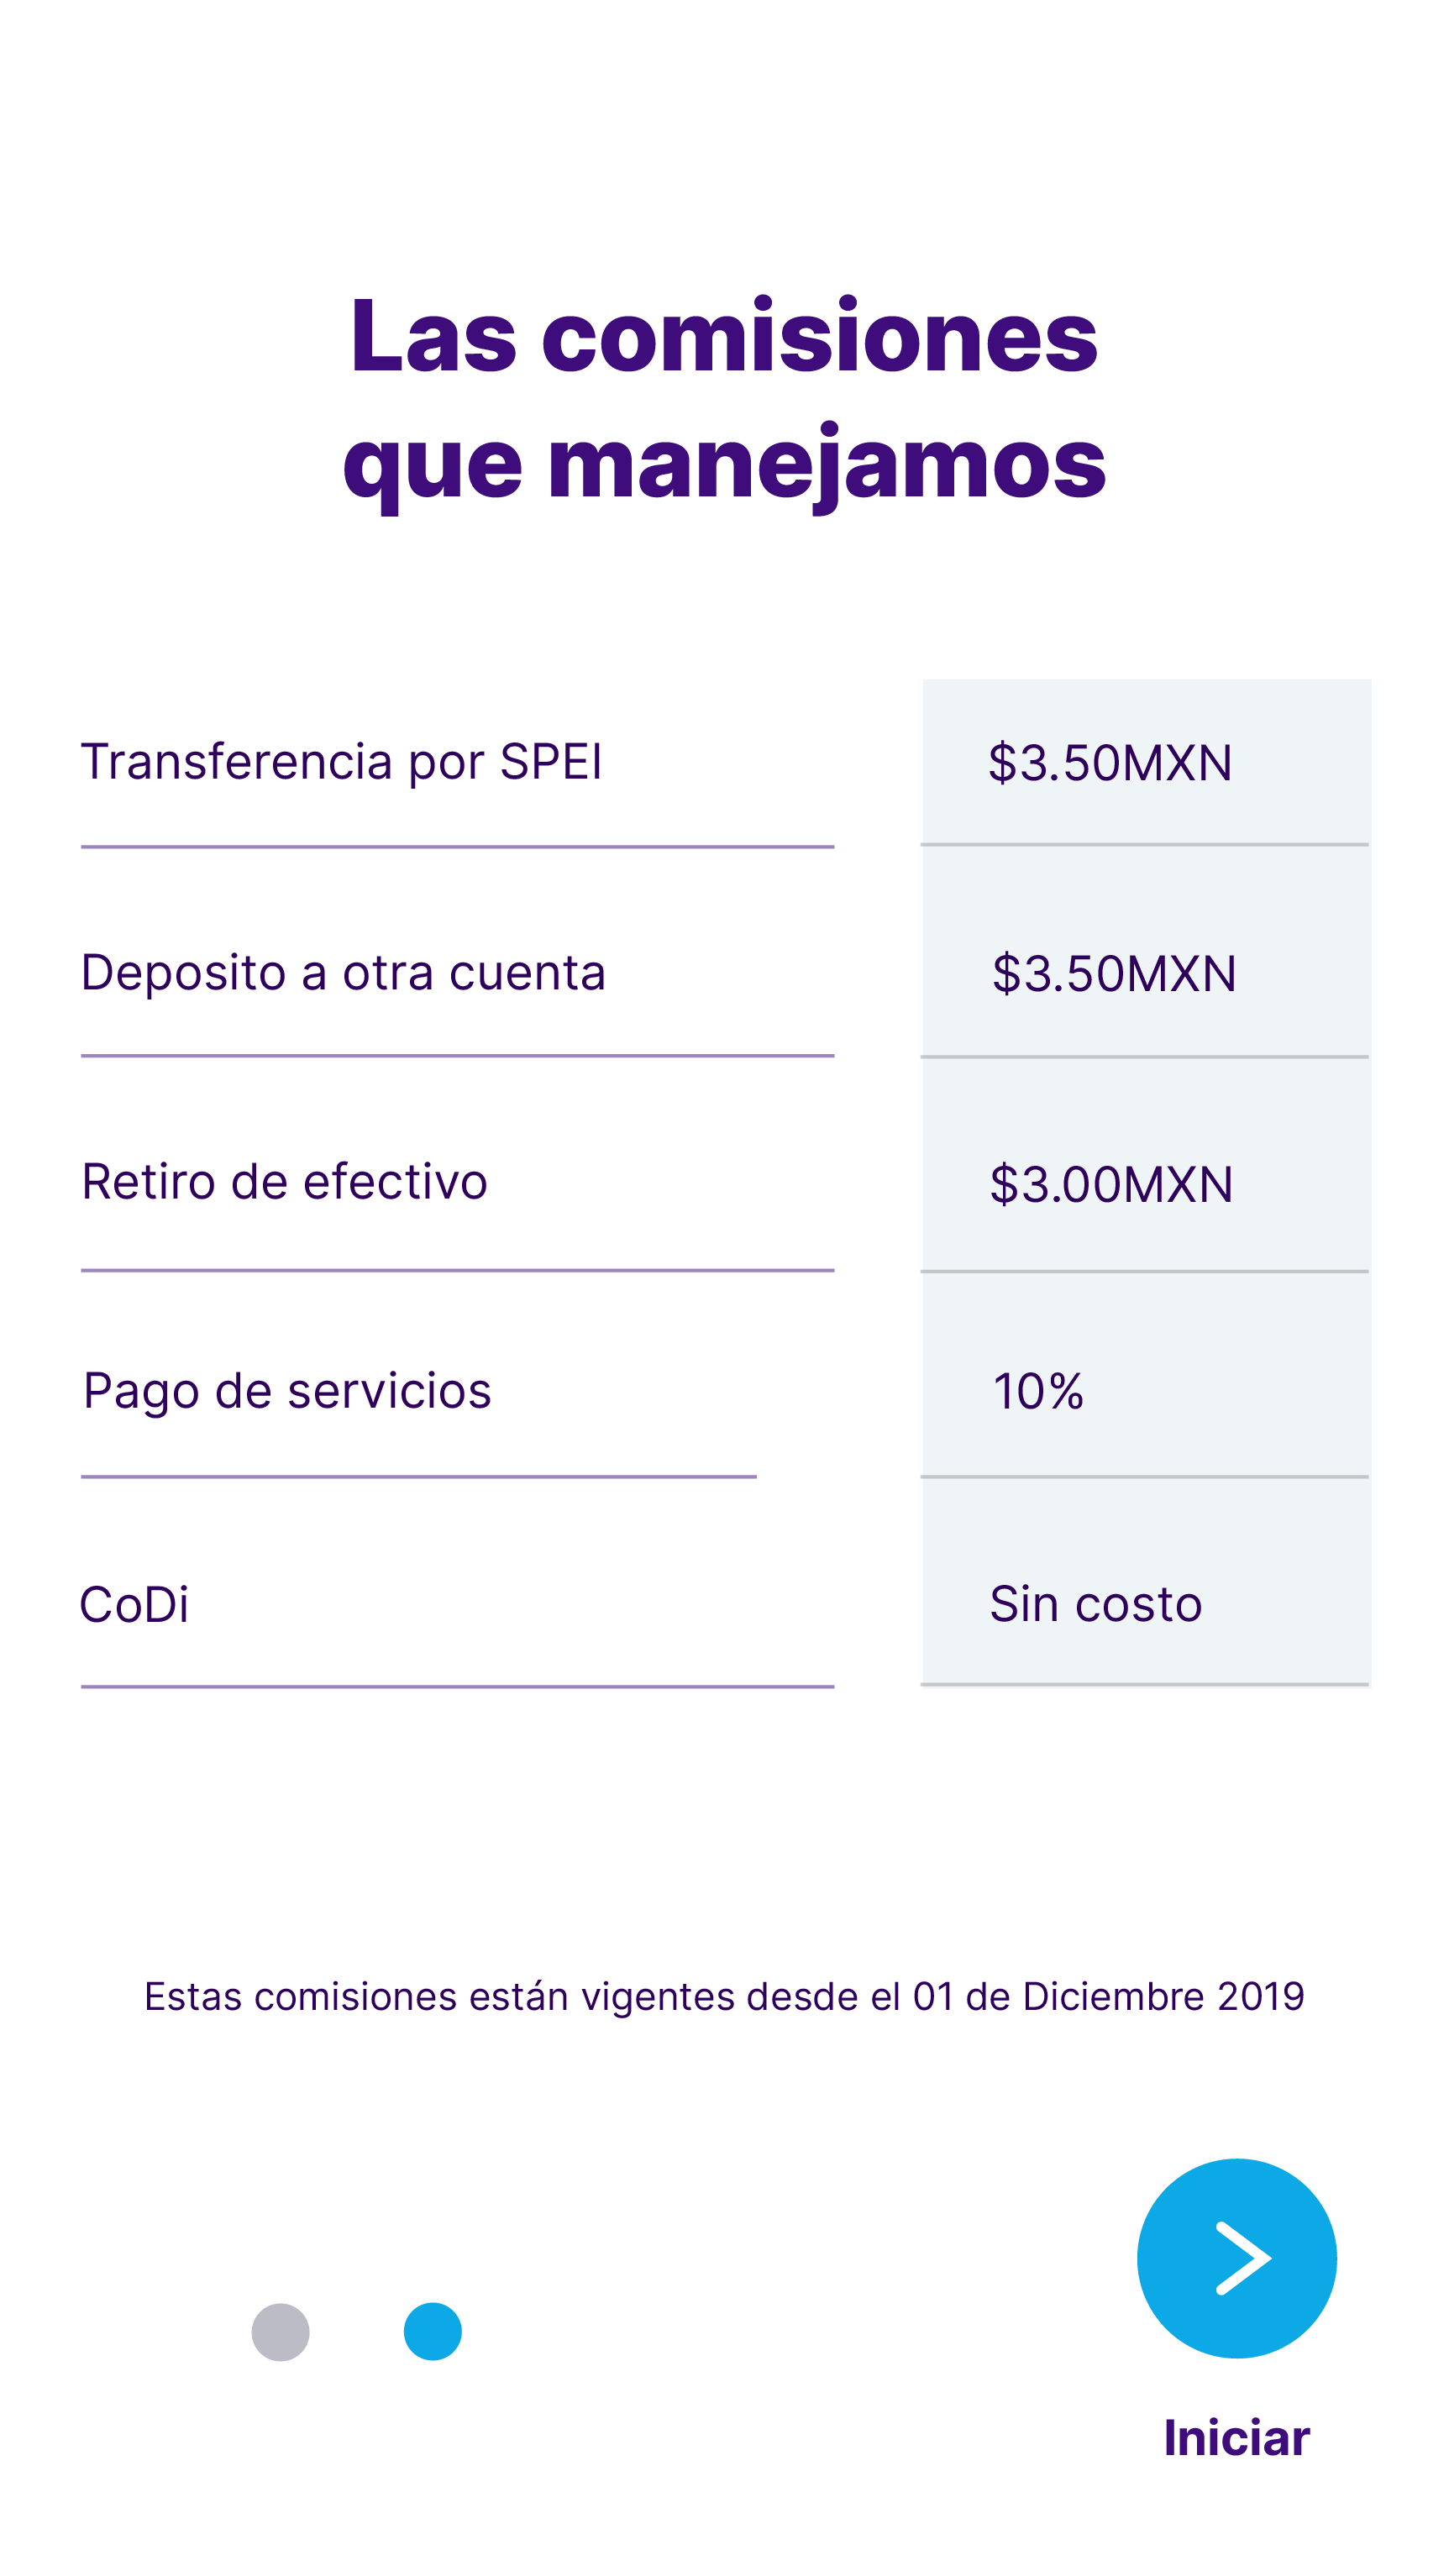 Las comisiones
que manejamos
Transferencia por SPEI $3.50MXN
Deposito a otra cuenta $3.50MXN
Retiro de efectivo $3.00MXN
Pago de servicios 10%
CoDi Sin costo
Estas comisiones están vigentes desde el 01 de Diciembre 2019
Iniciar